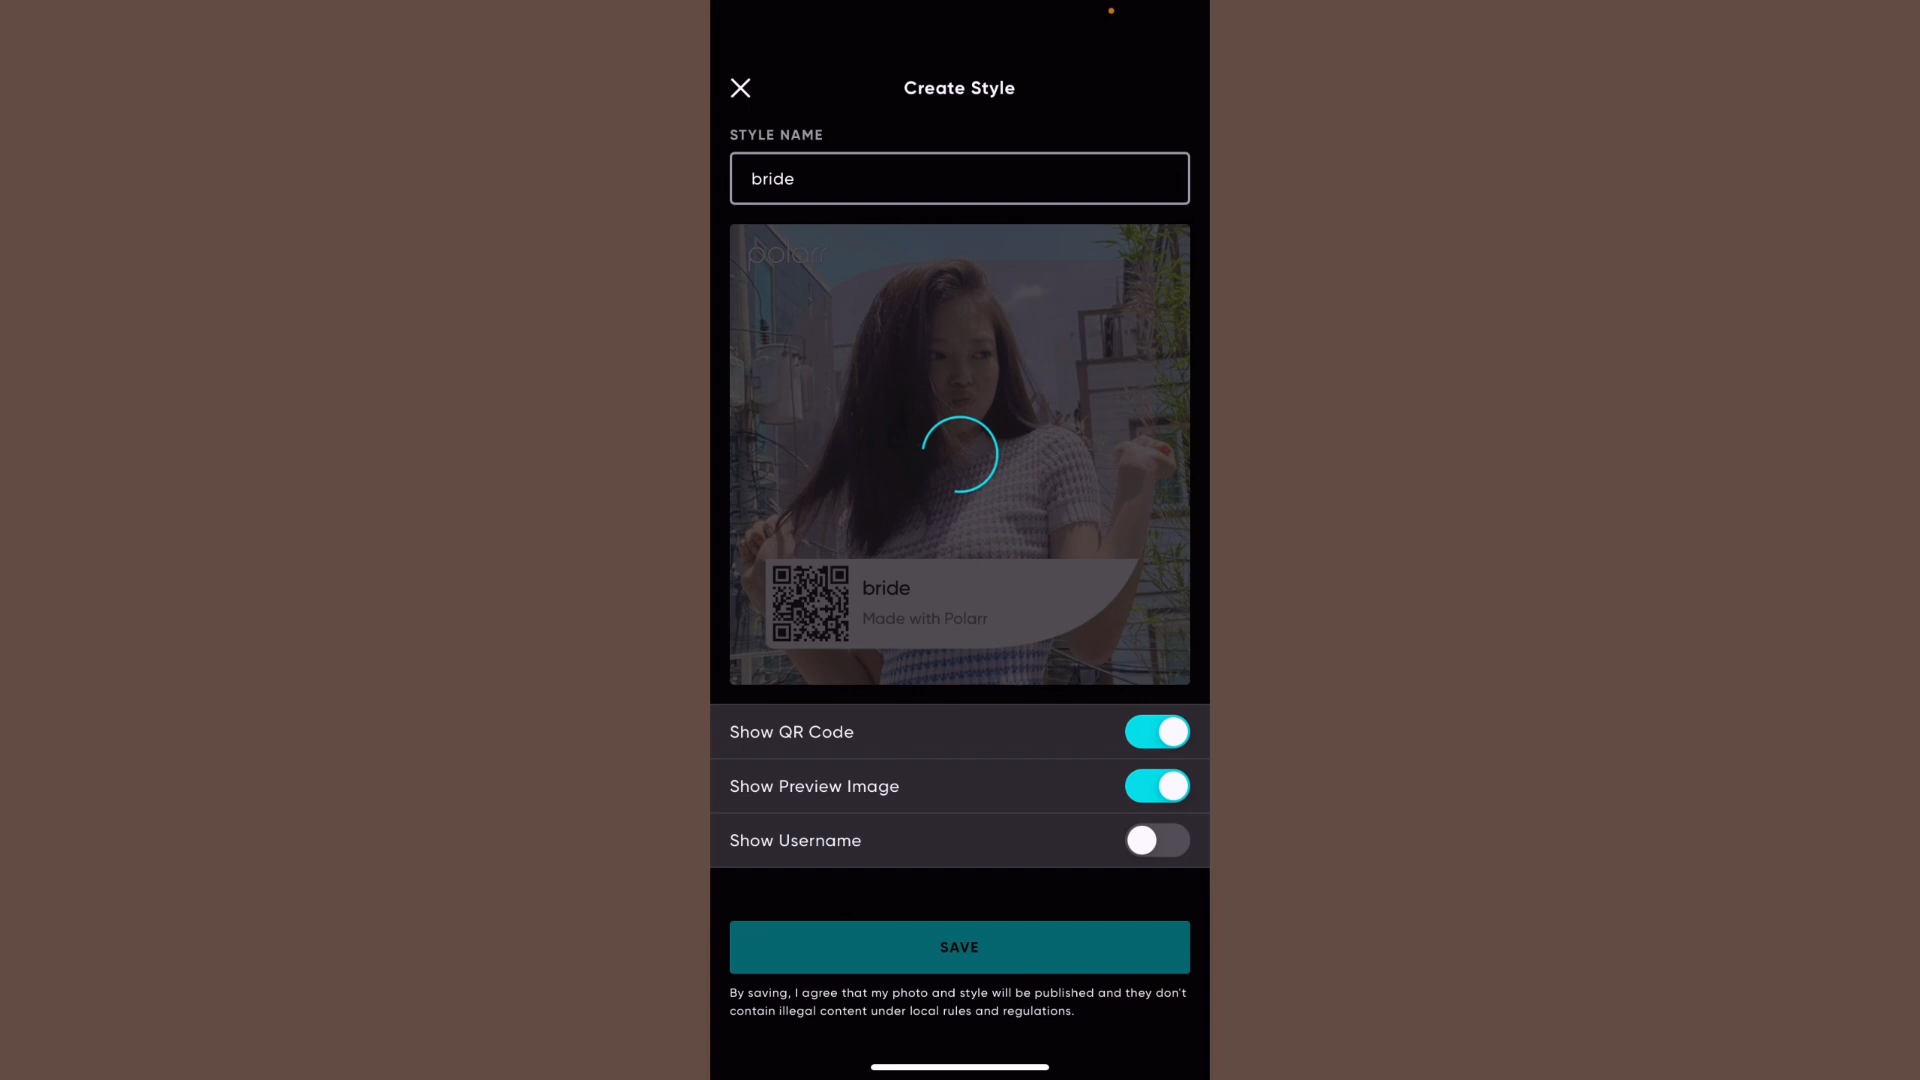 Create Style
STYLE NAME
bride
polarr
bride
Made with Polarr
Show QR Code
Show Preview Image
Show Username
SAVE
By saving, I agree that my photo and style will be published and they don't
contain illegal content under local rules and regulations.